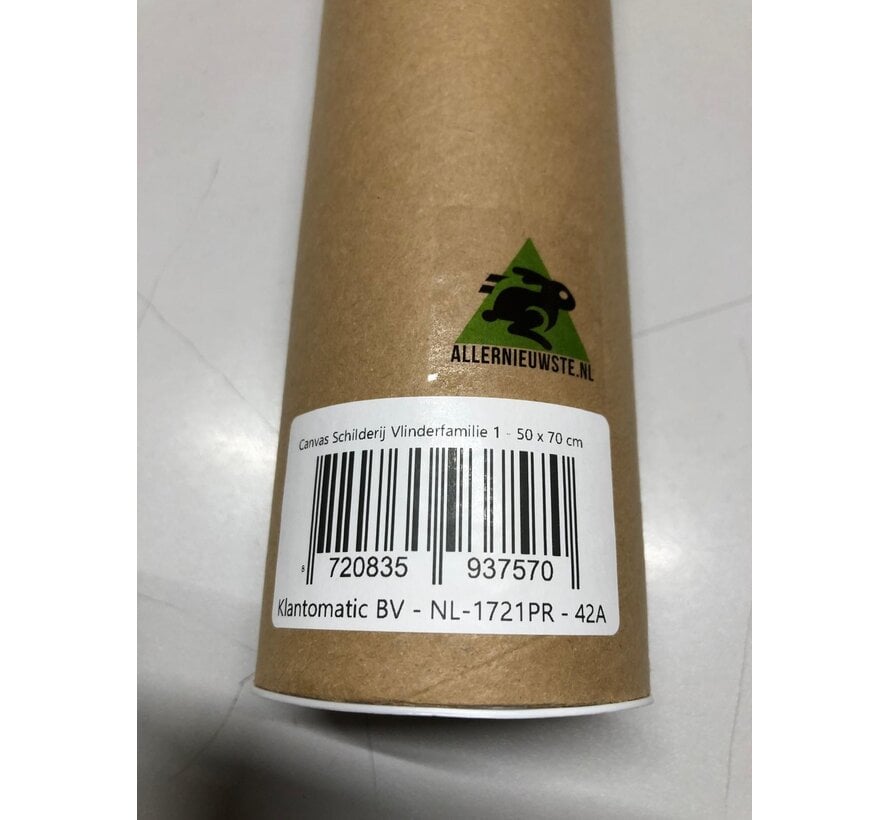 ALLERNIEUWSTE.NL
Canvas Schilderij Vlinderfamilie 1 - 50 x 70 cm
8 720835 937570
Klantomatic BV - NL-1721PR - 42A